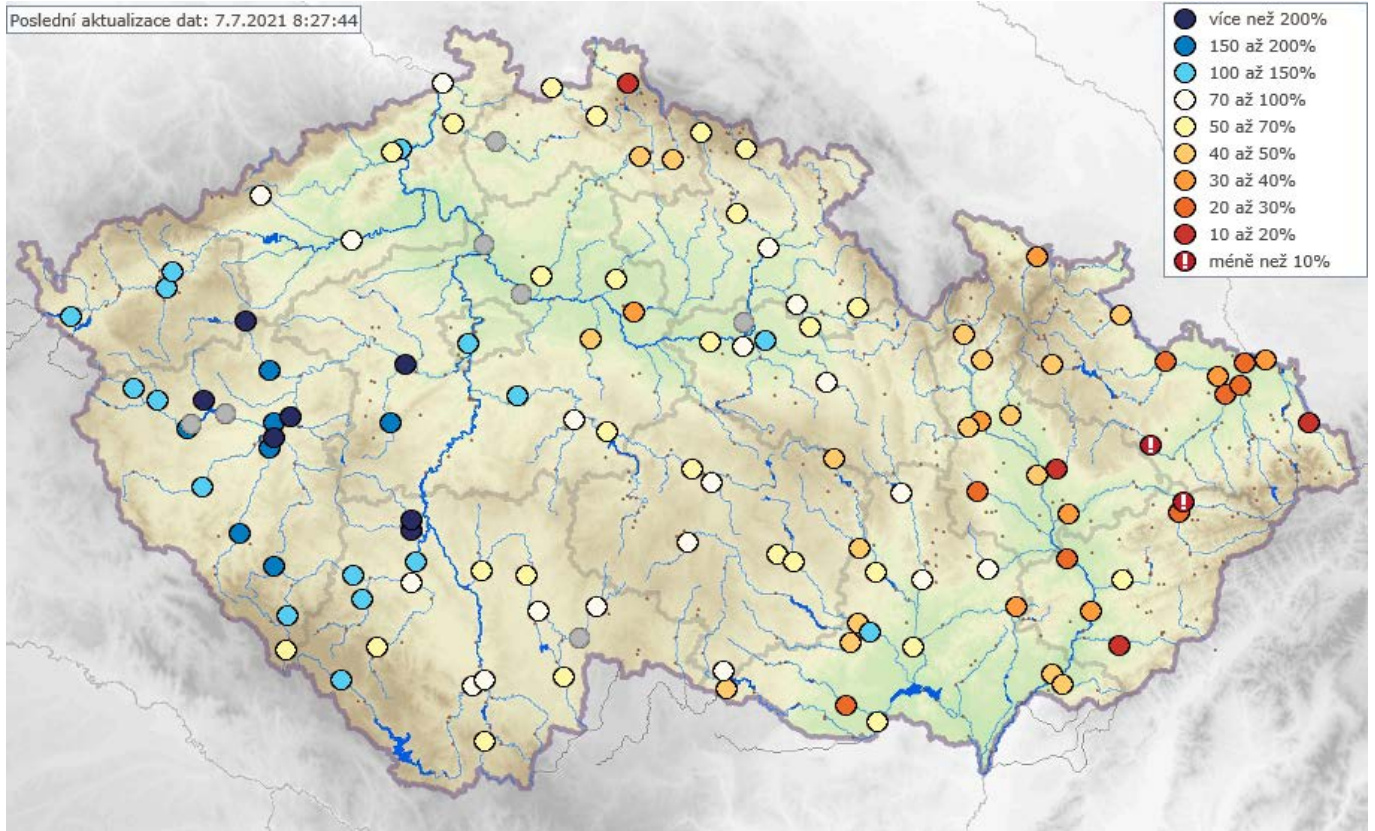 Poslední aktualizace dat: 7.7.2021 8:27:44
více než 200%
150 až 200%
100 až 150%
70 až 100%
50 až 70%
40 až 50%
30 až 40%
20 až 30%
10 až 20%
! méně než 10%
!
!